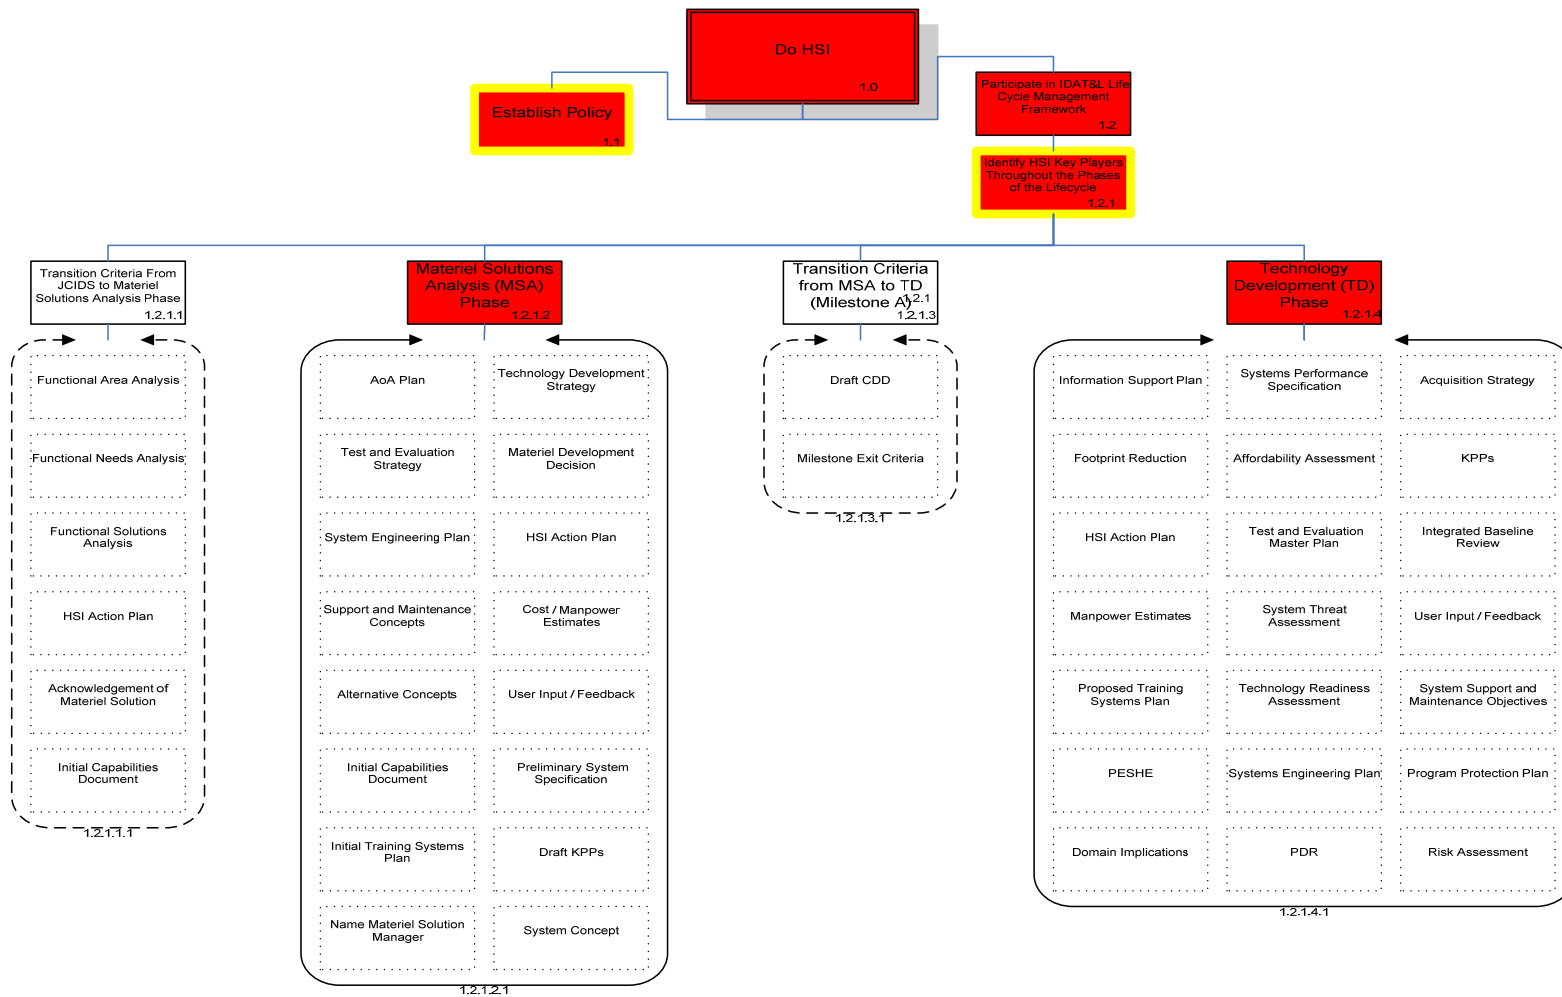 Do HSI
1.0
Establish Policy
1.1
Participate in IDAT&L Life
Cycle Management
Framework
1.2
Identify HSI Key Players
Throughout the Phases
of the Lifecycle
1.2.1
Transition Criteria From
JCIDS to Materiel
Solutions Analysis Phase
1.2.1.1
Materiel Solutions
Analysis (MSA)
Phase
1.2.1.2
Transition Criteria
from MSA to TD
(Milestone A)
1.2.1
1.2.1.3
Technology
Development (TD)
Phase
1.2.1.4
Functional Area Analysis
Functional Needs Analysis
Functional Solutions
Analysis
HSI Action Plan
Acknowledgement of
Materiel Solution
Initial Capabilities
Document
1.2.1.1.1
AoA Plan
Technology Development
Strategy
Test and Evaluation
Strategy
Materiel Development
Decision
System Engineering Plan
HSI Action Plan
Support and Maintenance
Concepts
Cost / Manpower
Estimates
Alternative Concepts
User Input / Feedback
Initial Capabilities
Document
Preliminary System
Specification
Initial Training Systems
Plan
Draft KPPs
Name Materiel Solution
Manager
System Concept
1.2.1.2.1
Draft CDD
Milestone Exit Criteria
1.2.1.3.1
Information Support Plan
Systems Performance
Specification
Acquisition Strategy
Footprint Reduction
Affordability Assessment
KPPs
HSI Action Plan
Test and Evaluation
Master Plan
Integrated Baseline
Review
Manpower Estimates
System Threat
Assessment
User Input / Feedback
Proposed Training
Systems Plan
Technology Readiness
Assessment
System Support and
Maintenance Objectives
PESHE
Systems Engineering Plan
Program Protection Plan
Domain Implications
PDR
Risk Assessment
1.2.1.4.1